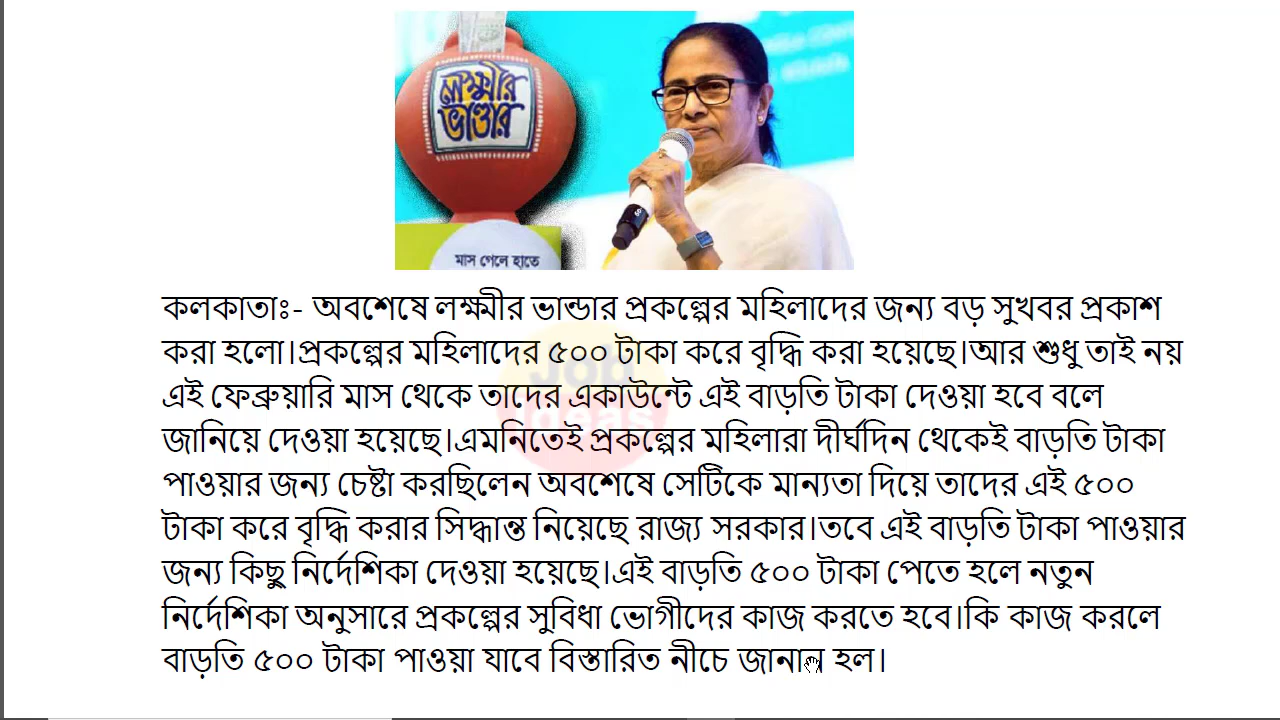 লক্ষ্মীর
ভাণ্ডার
মাস পেলে হাতে
কলকাতাঃ- অবশেষে লক্ষ্মীর ভান্ডার প্রকল্পের মহিলাদের জন্য বড় সুখবর প্রকাশ
করা হলো।প্রকল্পের মহিলাদের ৫০০ টাকা করে বৃদ্ধি করা হয়েছে।আর শুধু তাই নয়
এই ফেব্রুয়ারি মাস থেকে তাদের একাউন্টে এই বাড়তি টাকা দেওয়া হবে বলে
জানিয়ে দেওয়া হয়েছে।এমনিতেই প্রকল্পের মহিলারা দীর্ঘদিন থেকেই বাড়তি টাকা
পাওয়ার জন্য চেষ্টা করছিলেন অবশেষে সেটিকে মান্যতা দিয়ে তাদের এই ৫০০
টাকা করে বৃদ্ধি করার সিদ্ধান্ত নিয়েছে রাজ্য সরকার।তবে এই বাড়তি টাকা পাওয়ার
জন্য কিছু নির্দেশিকা দেওয়া হয়েছে।এই বাড়তি ৫০০ টাকা পেতে হলে নতুন
নির্দেশিকা অনুসারে প্রকল্পের সুবিধা ভোগীদের কাজ করতে হবে।কি কাজ করলে
বাড়তি ৫০০ টাকা পাওয়া যাবে বিস্তারিত নীচে জানান হল।
Job
Ideas